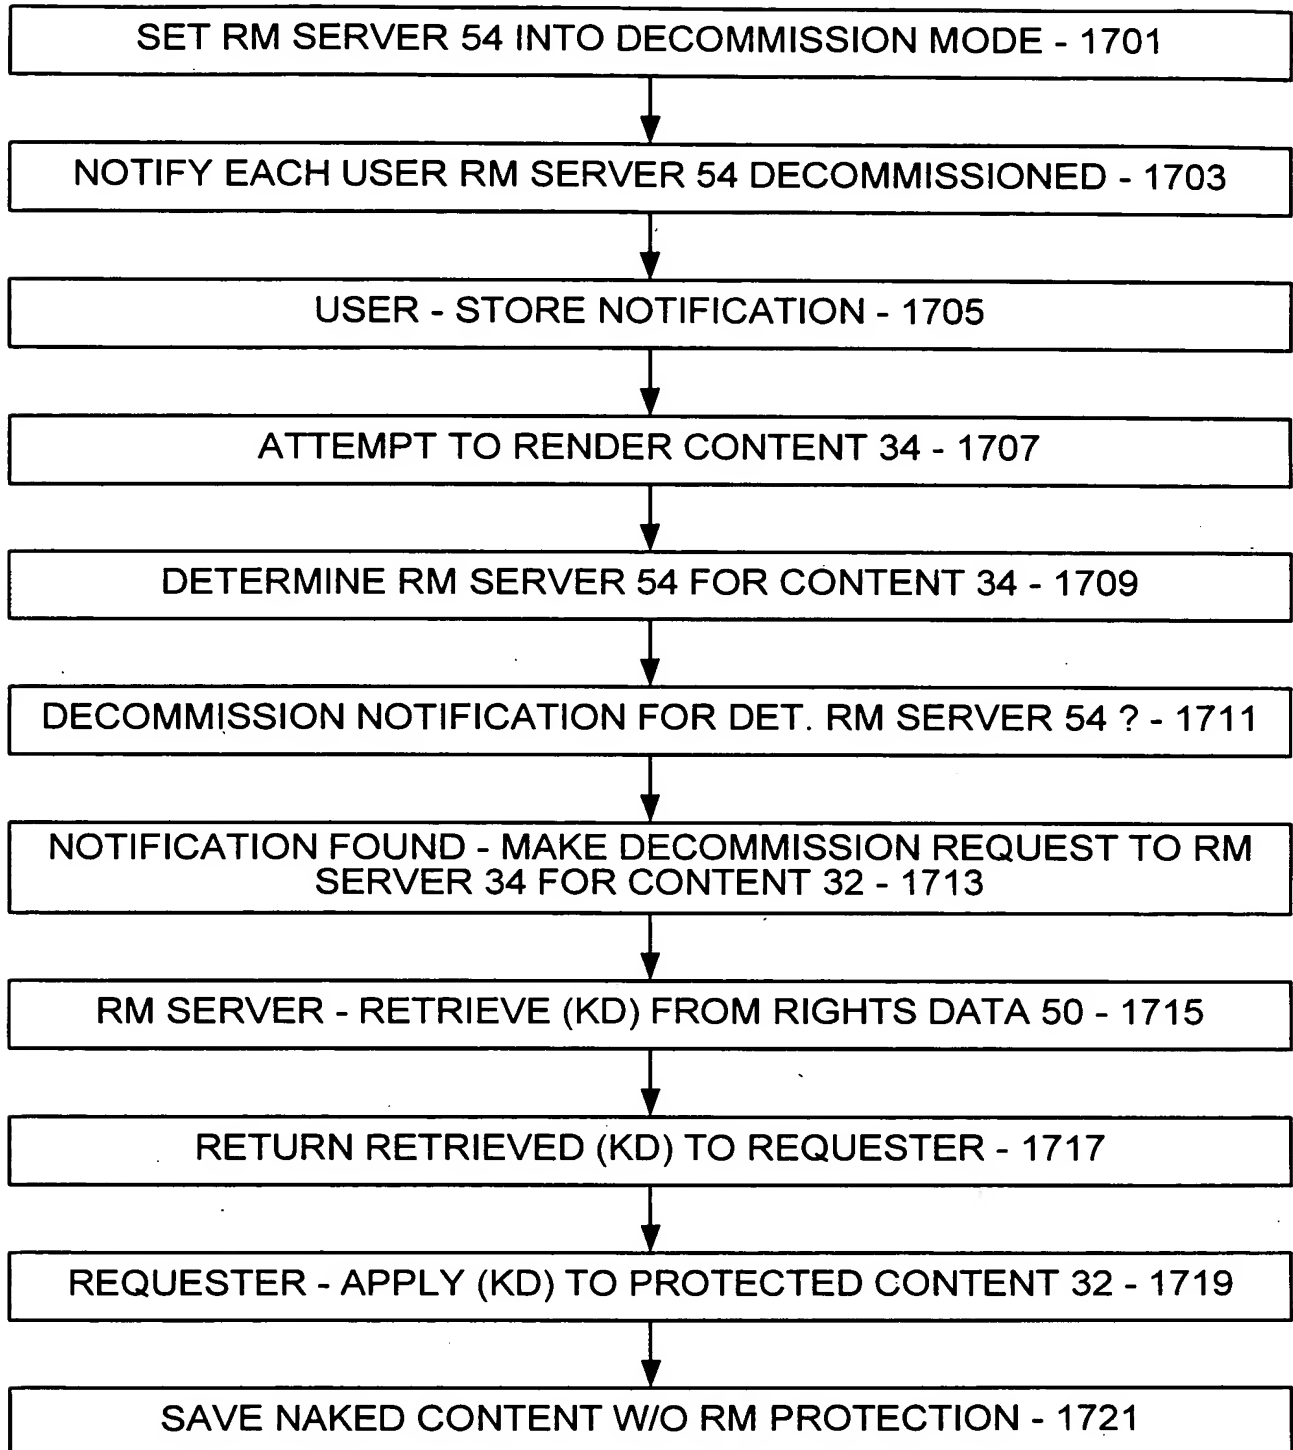 SET RM SERVER 54 INTO DECOMMISSION MODE - 1701
NOTIFY EACH USER RM SERVER 54 DECOMMISSIONED - 1703
USER - STORE NOTIFICATION - 1705
ATTEMPT TO RENDER CONTENT 34 - 1707
DETERMINE RM SERVER 54 FOR CONTENT 34 - 1709
DECOMMISSION NOTIFICATION FOR DET. RM SERVER 54 ? - 1711
NOTIFICATION FOUND - MAKE DECOMMISSION REQUEST TO RM
SERVER 34 FOR CONTENT 32 - 1713
RM SERVER - RETRIEVE (KD) FROM RIGHTS DATA 50 - 1715
RETURN RETRIEVED (KD) TO REQUESTER - 1717
REQUESTER - APPLY (KD) TO PROTECTED CONTENT 32 - 1719
SAVE NAKED CONTENT W/O RM PROTECTION - 1721